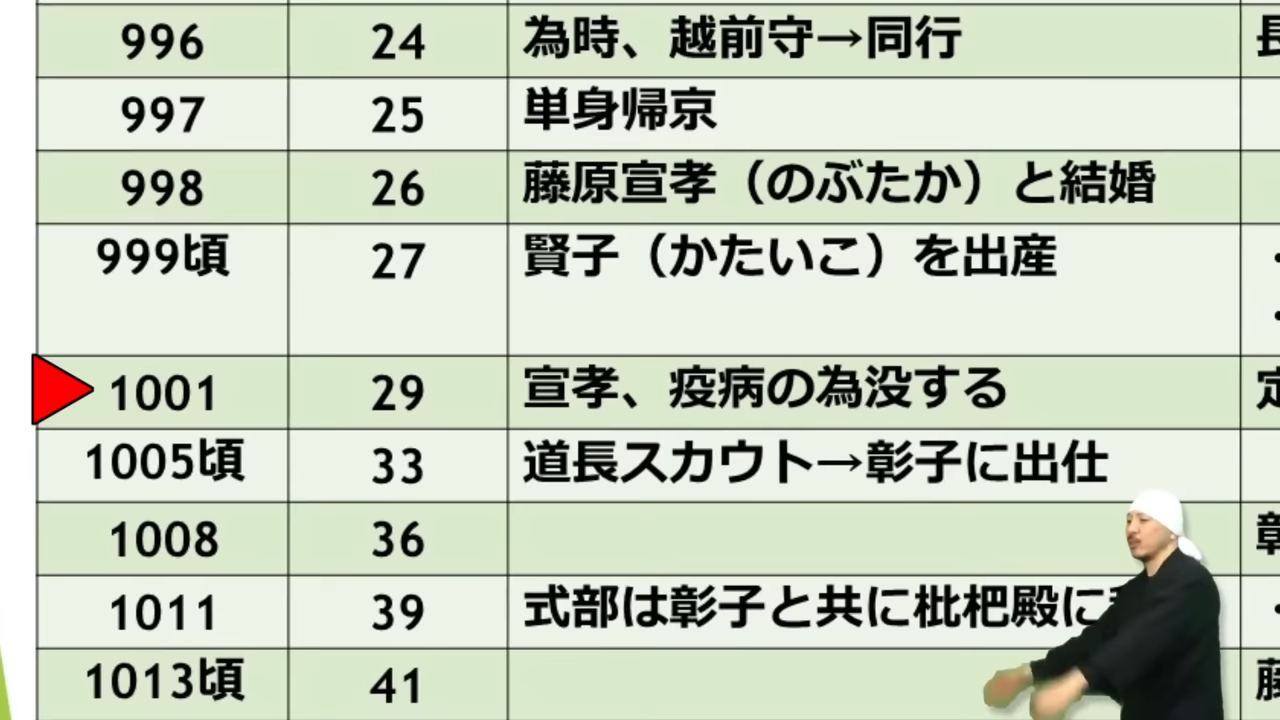 996 24 為時、越前守→同行
997 25 単身帰京
998 26 藤原宣孝（のぶたか）と結婚
999頃 27 賢子（かたいこ）を出産
1001 29 宣孝、疫病の為没する
1005頃 33 道長スカウト→彰子に出仕
1008 36
1011 39 式部は彰子と共に枇杷殿に
1013頃 41